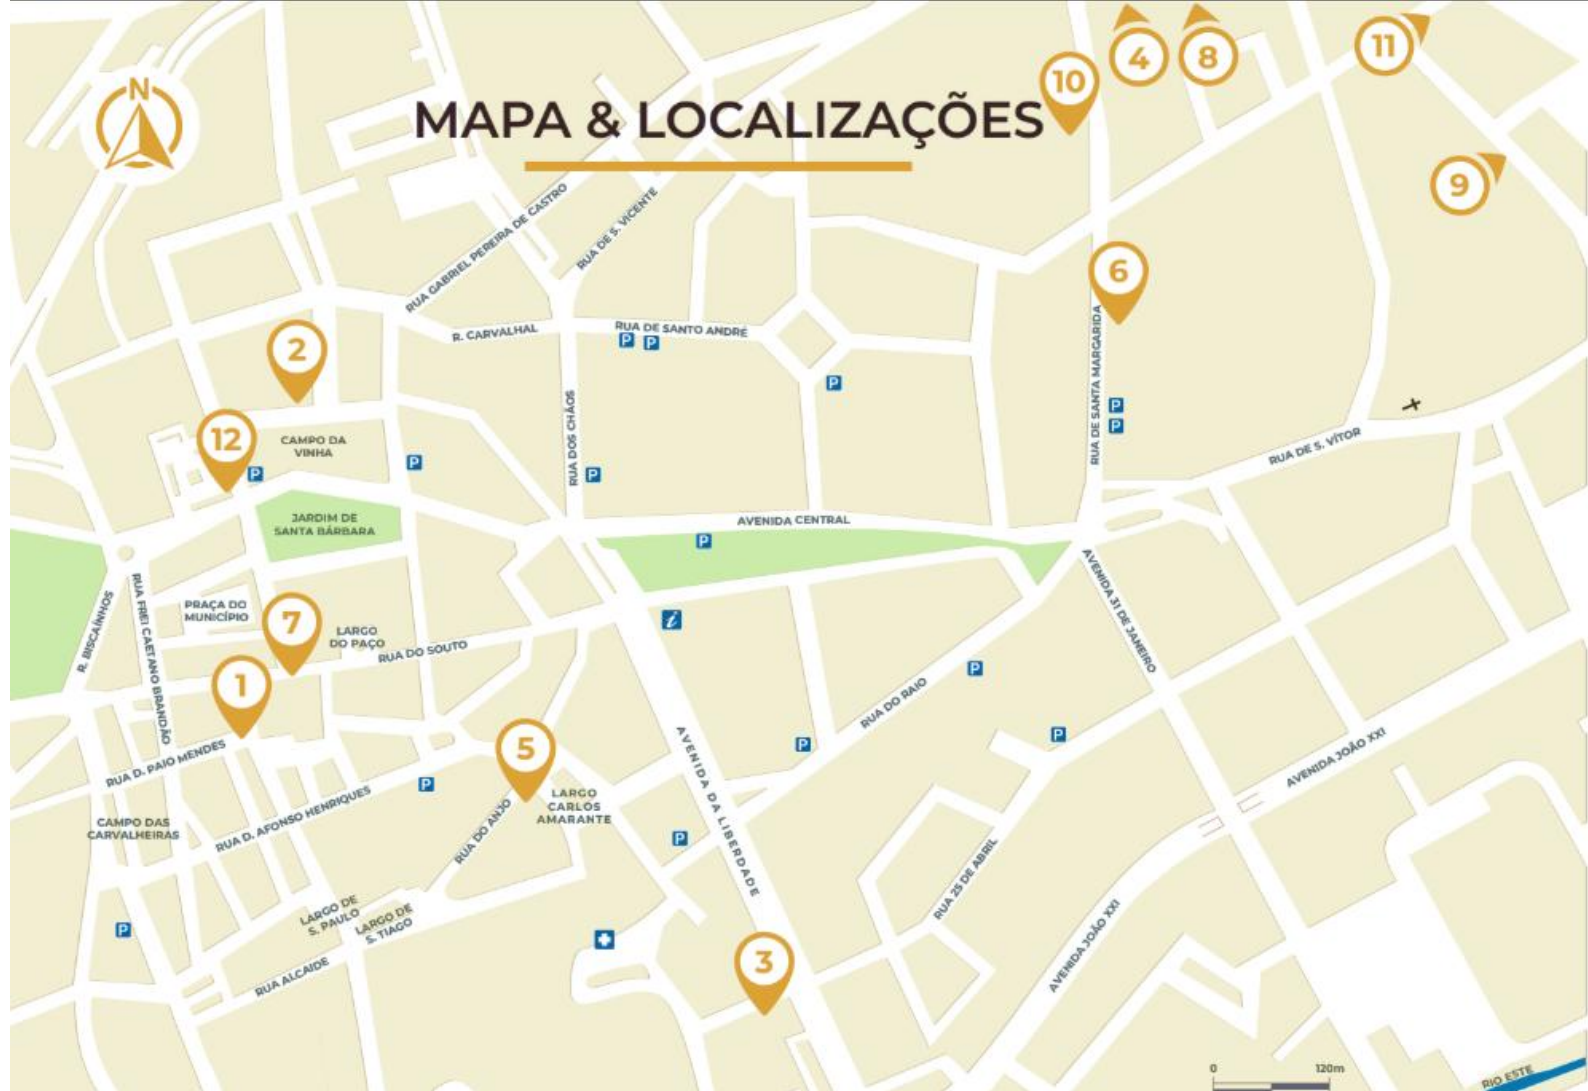 N
MAPA & LOCALIZAÇÕES
10
4
8
11
9
6
RUA GABRIEL PEREIRA DE CASTRO
RUA DE S. VICENTE
R. CARVALHAL
RUA DE SANTO ANDRÉ
P
P
2
P
RUA DOS CHÃOS
RUA DE SANTA MARGARIDA
P
P
12
CAMPO DA
VINHA
P
P
P
RUA DE S. VÍTOR
JARDIM DE
SANTA BÁRBARA
AVENIDA CENTRAL
P
AVENIDA 31 DE JANEIRO
R. BISCAÍNHOS
RUA FREI CAETANO BRANDÃO
PRAÇA DO
MUNICÍPIO
7
LARGO
DO PAÇO
RUA DO SOUTO
i
P
1
RUA DO RAIO
RUA D. PAIO MENDES
5
AVENIDA DA LIBERDADE
P
P
AVENIDA JOÃO XXI
P
LARGO
CARLOS
AMARANTE
CAMPO DAS
CARVALHEIRAS
RUA D. AFONSO HENRIQUES
RUA DO ANJO
P
RUA 25 DE ABRIL
LARGO DE
S. PAULO
LARGO DE
S. TIAGO
P
RUA ALCAIDE
3
AVENIDA JOÃO XXI
0
120m
RIO ESTE